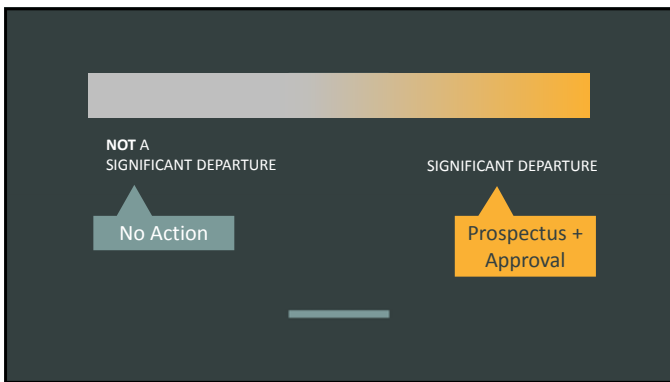 NOT A
SIGNIFICANT DEPARTURE
SIGNIFICANT DEPARTURE
No Action
Prospectus +
Approval